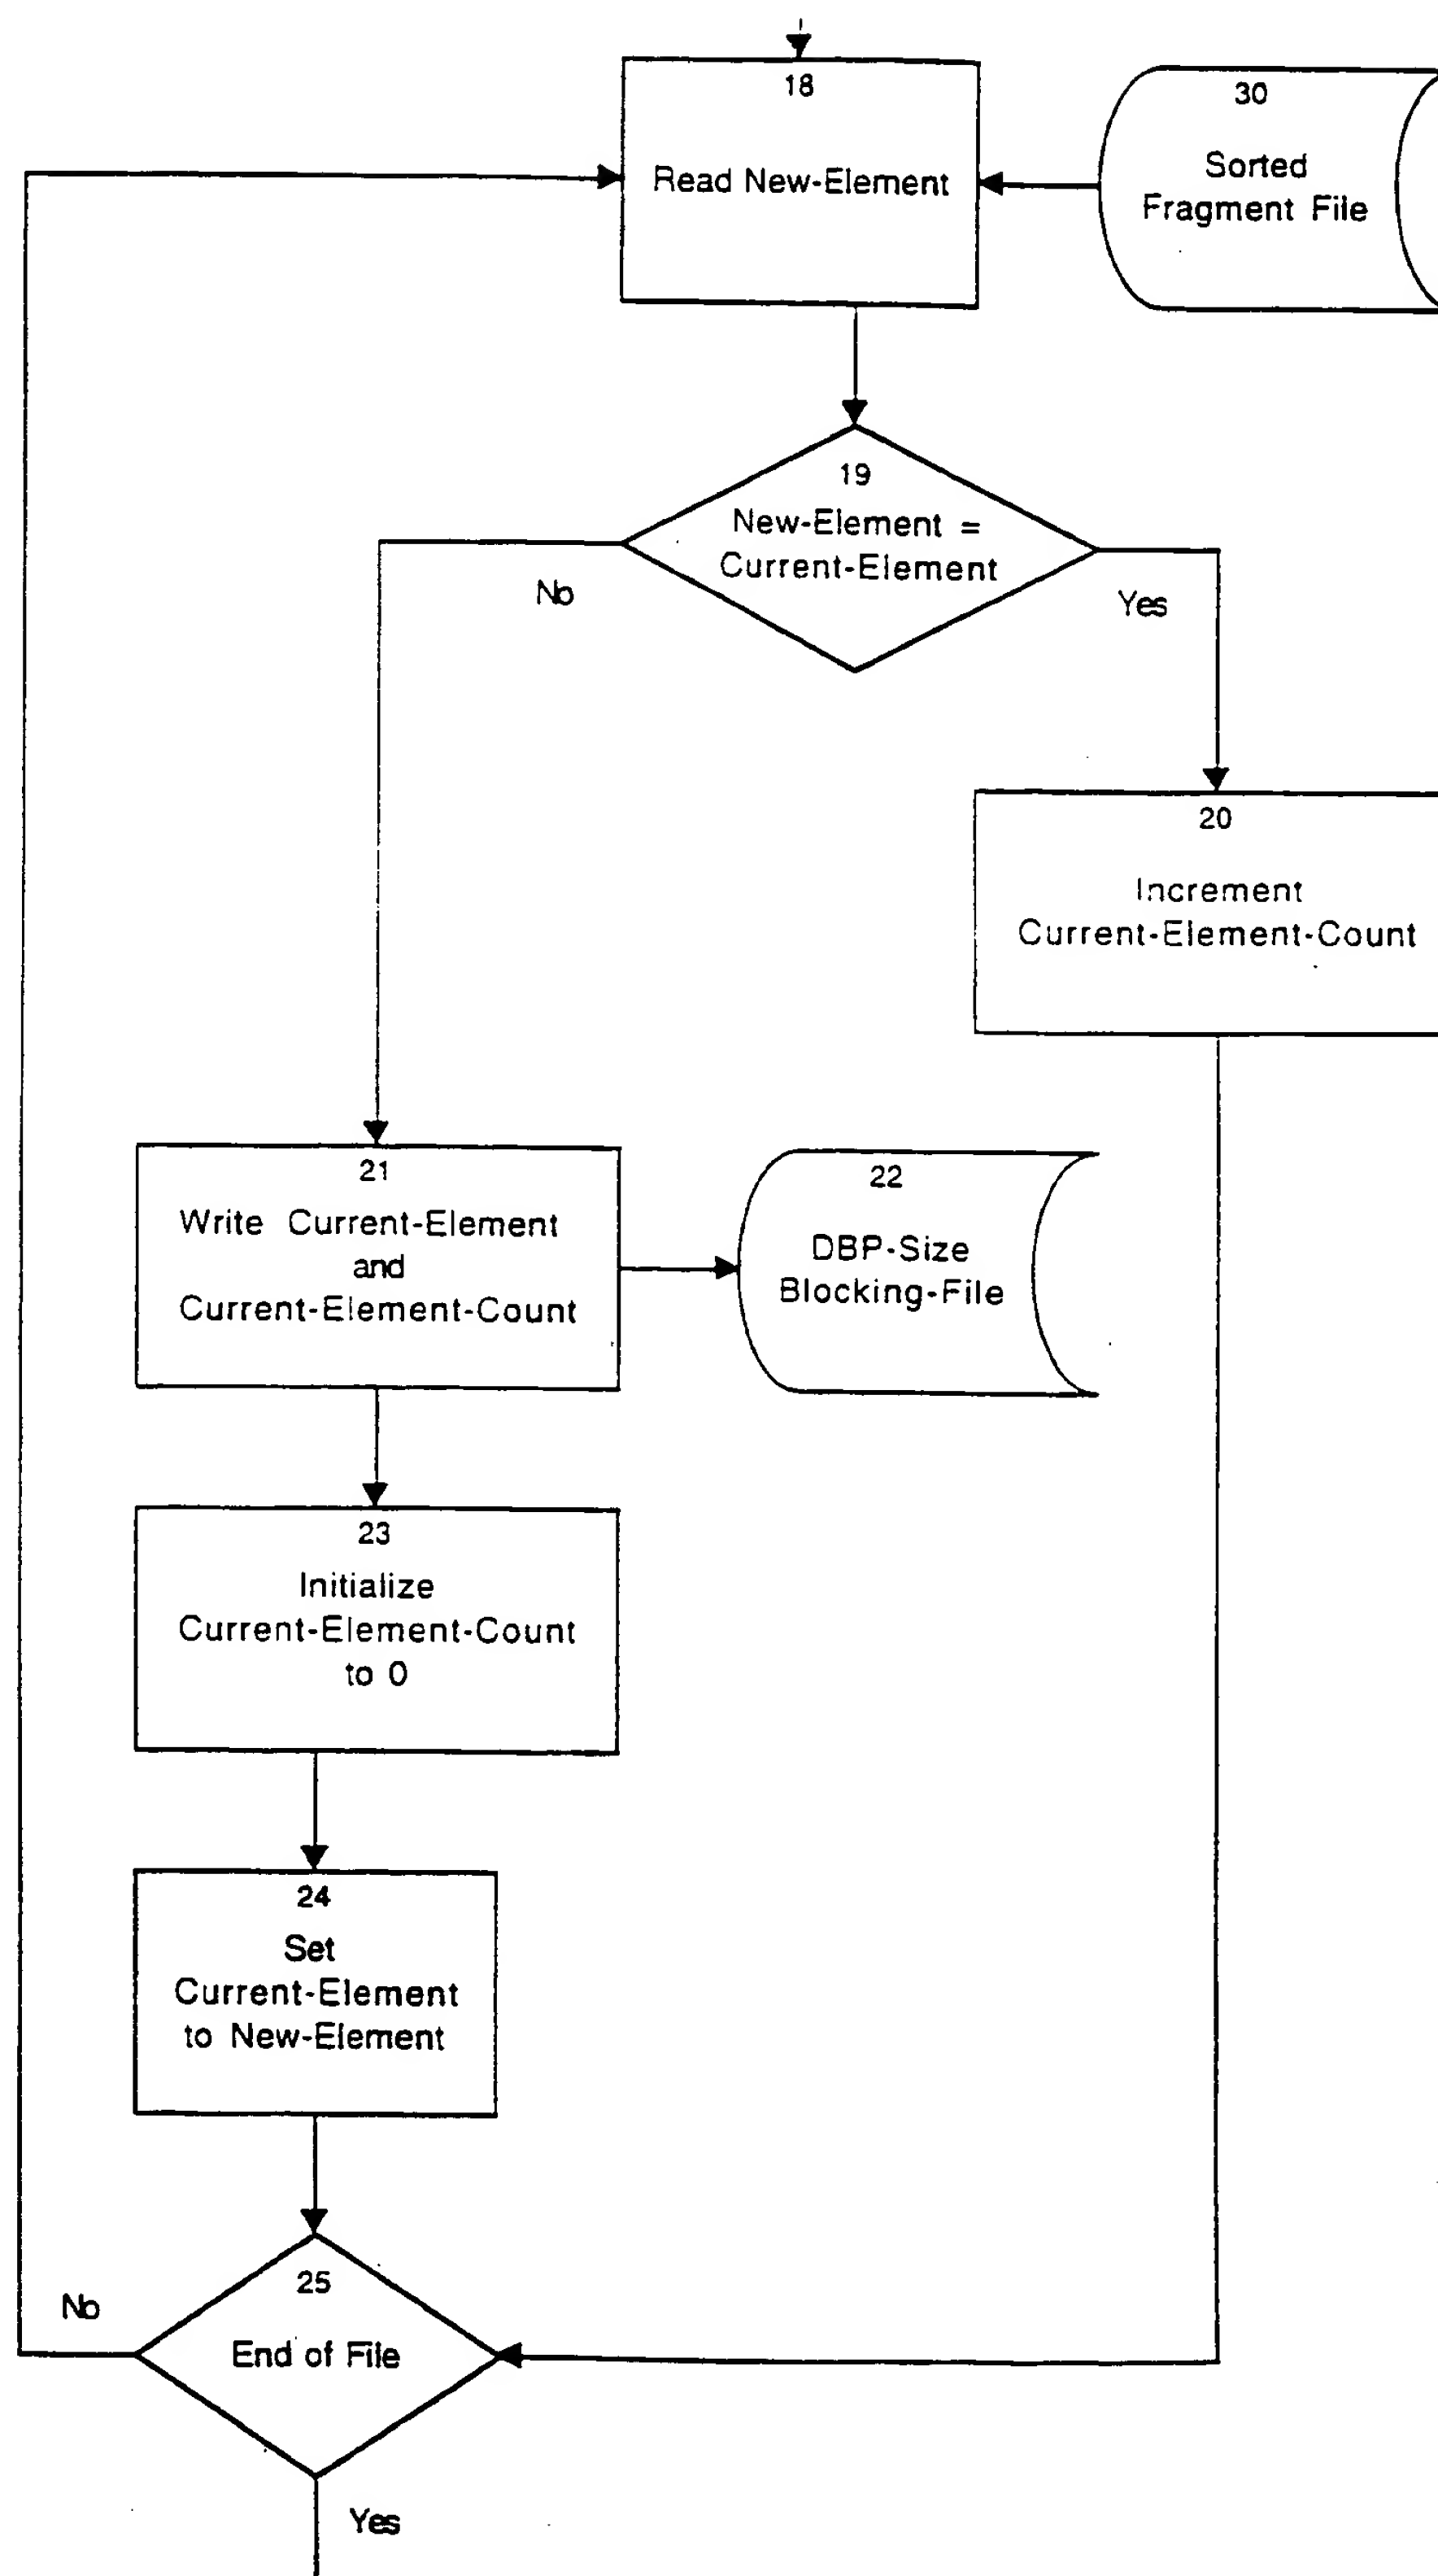 18
Read New-Element
30
Sorted
Fragment File
19
New-Element =
Current-Element
No
Yes
20
Increment
Current-Element-Count
21
Write Current-Element
and
Current-Element-Count
22
DBP-Size
Blocking-File
23
Initialize
Current-Element-Count
to 0
24
Set
Current-Element
to New-Element
25
End of File
No
Yes